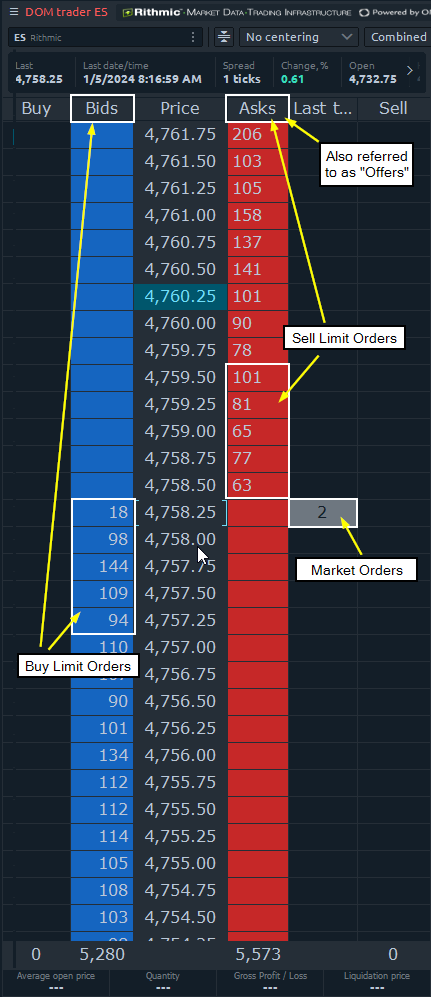 DOM trader ES Rithmic - Market Data-Trading Infrastructure Powered by
ES Rithmic No centering Combined
Last Last date/time Spread Change, % Open
4,758.25 1/5/2024 8:16:59 AM 1 ticks 0.61 4,732.75
Buy Bids Price Asks Last t... Sell
4,761.75 206
Also referred
to as "Offers"
4,761.50 103
4,761.25 105
4,761.00 158
4,760.75 137
4,760.50 141
4,760.25 101
4,760.00 90
Sell Limit Orders
4,759.75 78
4,759.50 101
4,759.25 81
4,759.00 65
4,758.75 77
4,758.50 63
18 4,758.25 2
98 4,758.00
Market Orders
144 4,757.75
109 4,757.50
94 4,757.25
110 4,757.00
Buy Limit Orders
4,756.75
90 4,756.50
101 4,756.25
134 4,756.00
112 4,755.75
112 4,755.50
114 4,755.25
105 4,755.00
108 4,754.75
103 4,754.50
4,754.25
0 5,280 5,573 0
Average open price Quantity Gross Profit / Loss Liquidation price
--- --- --- ---